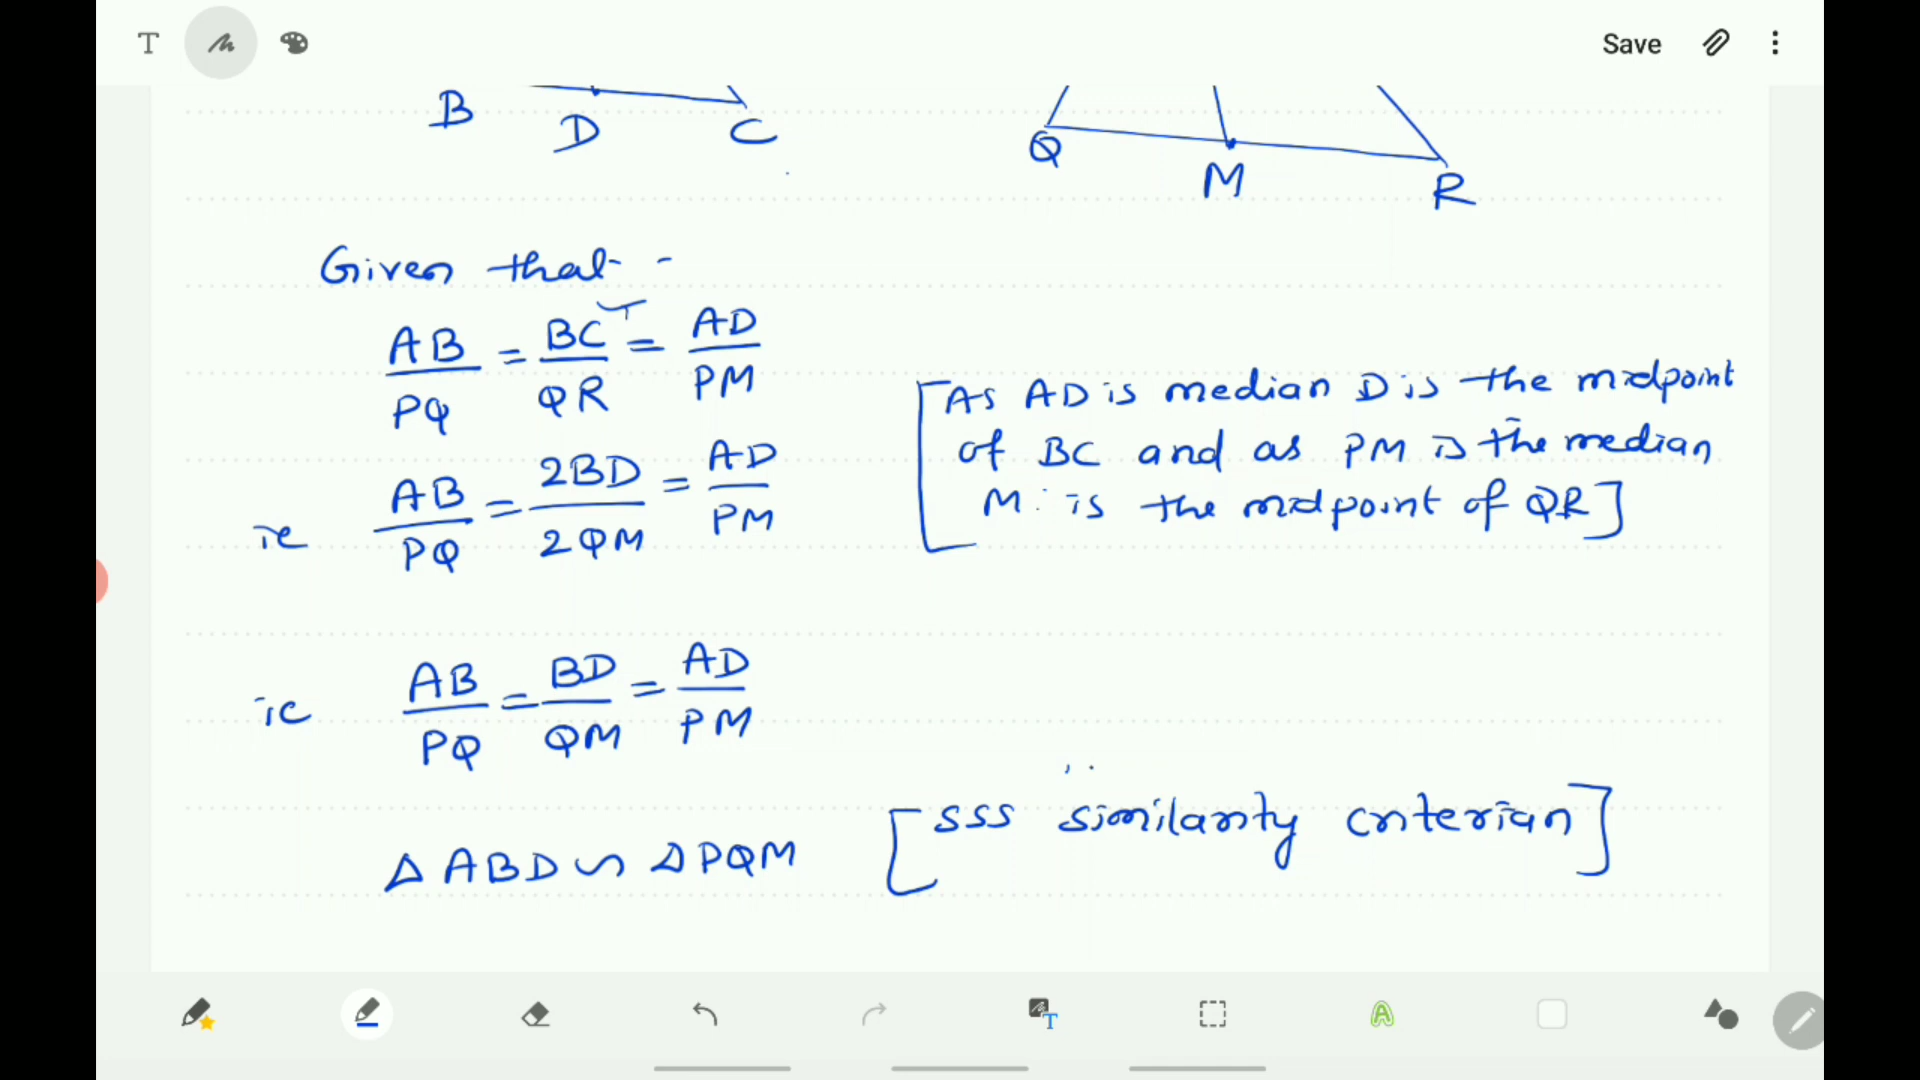 T
Save
B D C
Q M R
Given that -
AB/PQ = BC/QR = AD/PM
ie AB/PQ = 2BD/2QM = AD/PM
[As AD is median D is the midpoint
of BC and as PM is the median
M is the midpoint of QR]
ie AB/PQ = BD/QM = AD/PM
△ABD ∽ △PQM [SSS similarity criterian]
T
A